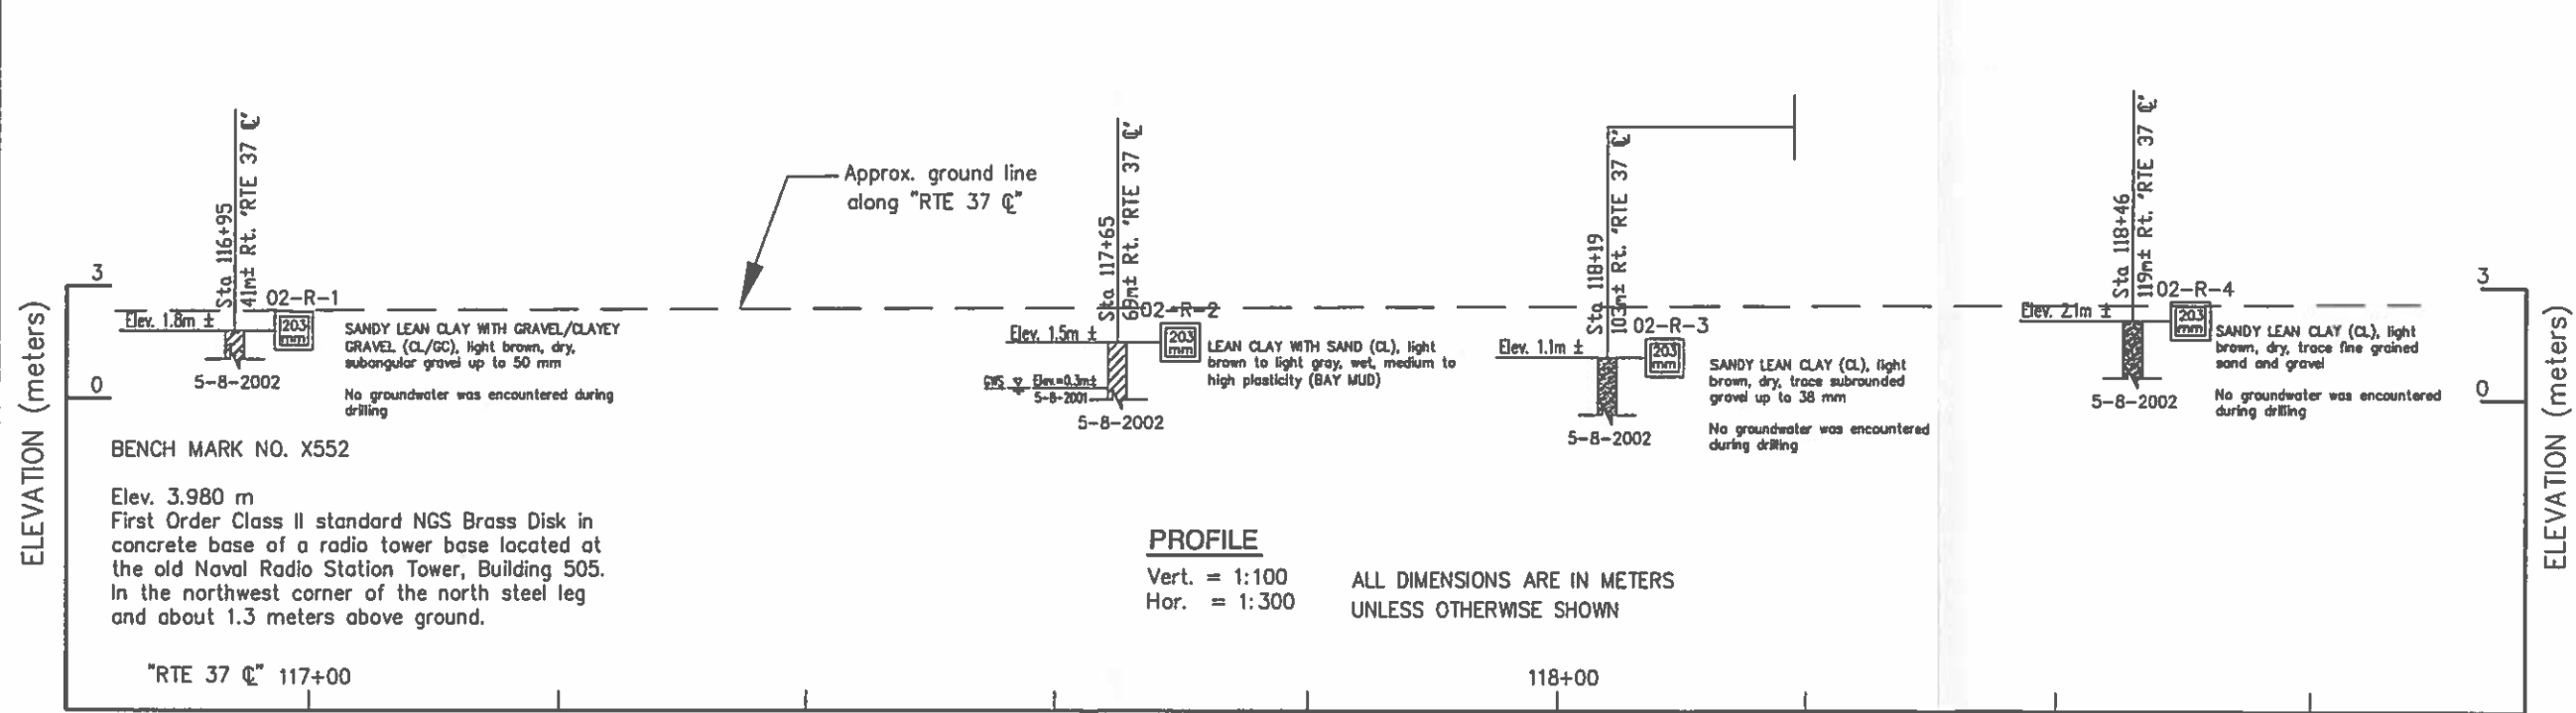 Sta 116+95
41m± Rt. "RTE 37 ℄"
02-R-1
Elev. 1.8m ±
203
mm
SANDY LEAN CLAY WITH GRAVEL/CLAYEY
GRAVEL (CL/GC), light brown, dry,
subangular gravel up to 50 mm
No groundwater was encountered during
drilling
5-8-2002
Approx. ground line
along "RTE 37 ℄"
Sta 117+65
69m± Rt. "RTE 37 ℄"
02-R-2
Elev. 1.5m ±
203
mm
LEAN CLAY WITH SAND (CL), light
brown to light gray, wet, medium to
high plasticity (BAY MUD)
GWS Elev.=0.3m±
5-8-2001
5-8-2002
Sta 118+19
103m± Rt. "RTE 37 ℄"
02-R-3
Elev. 1.1m ±
203
mm
SANDY LEAN CLAY (CL), light
brown, dry, trace subrounded
gravel up to 38 mm
No groundwater was encountered
during drilling
5-8-2002
Sta 118+46
119m± Rt. "RTE 37 ℄"
02-R-4
Elev. 2.1m ±
203
mm
SANDY LEAN CLAY (CL), light
brown, dry, trace fine grained
sand and gravel
No groundwater was encountered
during drilling
5-8-2002
3
0
ELEVATION (meters)
3
0
ELEVATION (meters)
BENCH MARK NO. X552
Elev. 3.980 m
First Order Class II standard NGS Brass Disk in
concrete base of a radio tower base located at
the old Naval Radio Station Tower, Building 505.
In the northwest corner of the north steel leg
and about 1.3 meters above ground.
PROFILE
Vert. = 1:100
Hor. = 1:300
ALL DIMENSIONS ARE IN METERS
UNLESS OTHERWISE SHOWN
"RTE 37 ℄" 117+00
118+00